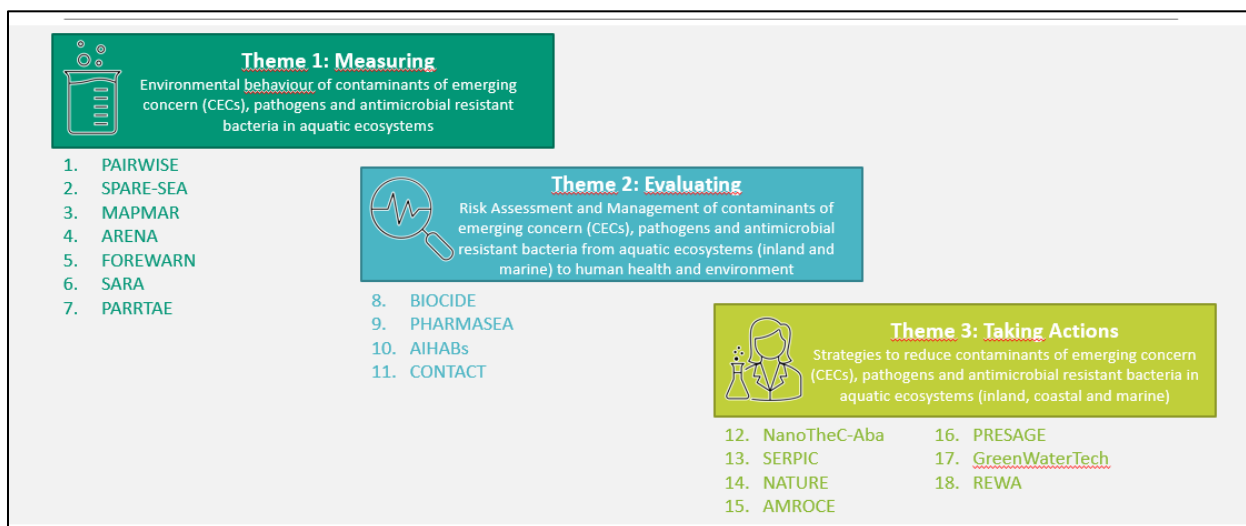 Theme 1: Measuring
Environmental behaviour of contaminants of emerging
concern (CECs), pathogens and antimicrobial resistant
bacteria in aquatic ecosystems
1. PAIRWISE
2. SPARE-SEA
3. MAPMAR
4. ARENA
5. FOREWARN
6. SARA
7. PARRTAE
Theme 2: Evaluating
Risk Assessment and Management of contaminants of
emerging concern (CECs), pathogens and antimicrobial
resistant bacteria from aquatic ecosystems (inland and
marine) to human health and environment
8. BIOCIDE
9. PHARMASEA
10. AIHABs
11. CONTACT
Theme 3: Taking Actions
Strategies to reduce contaminants of emerging concern
(CECs), pathogens and antimicrobial resistant bacteria in
aquatic ecosystems (inland, coastal and marine)
12. NanoTheC-Aba
13. SERPIC
14. NATURE
15. AMROCE
16. PRESAGE
17. GreenWaterTech
18. REWA